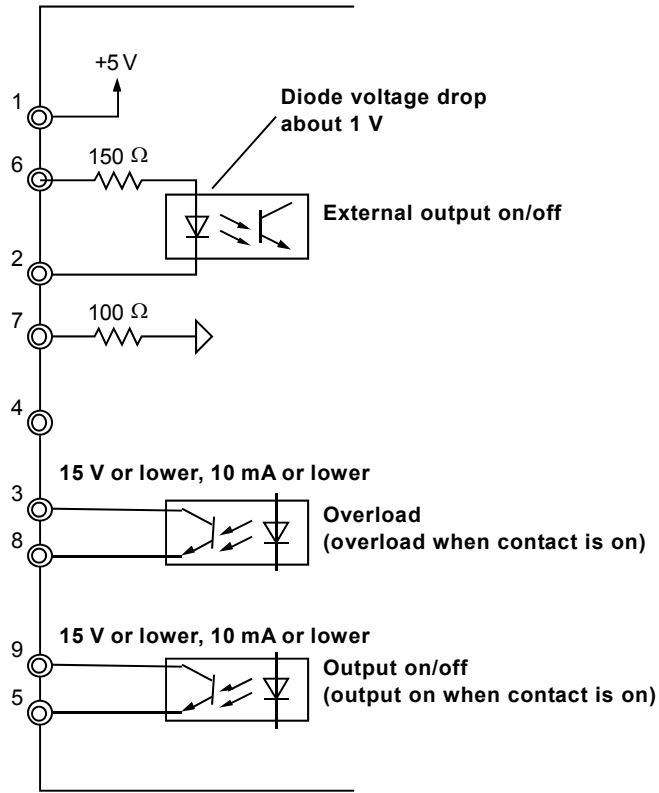 +5 V
1
Diode voltage drop
about 1 V
6
150 Ω
External output on/off
2
7
100 Ω
4
15 V or lower, 10 mA or lower
3
Overload
(overload when contact is on)
8
15 V or lower, 10 mA or lower
9
Output on/off
(output on when contact is on)
5